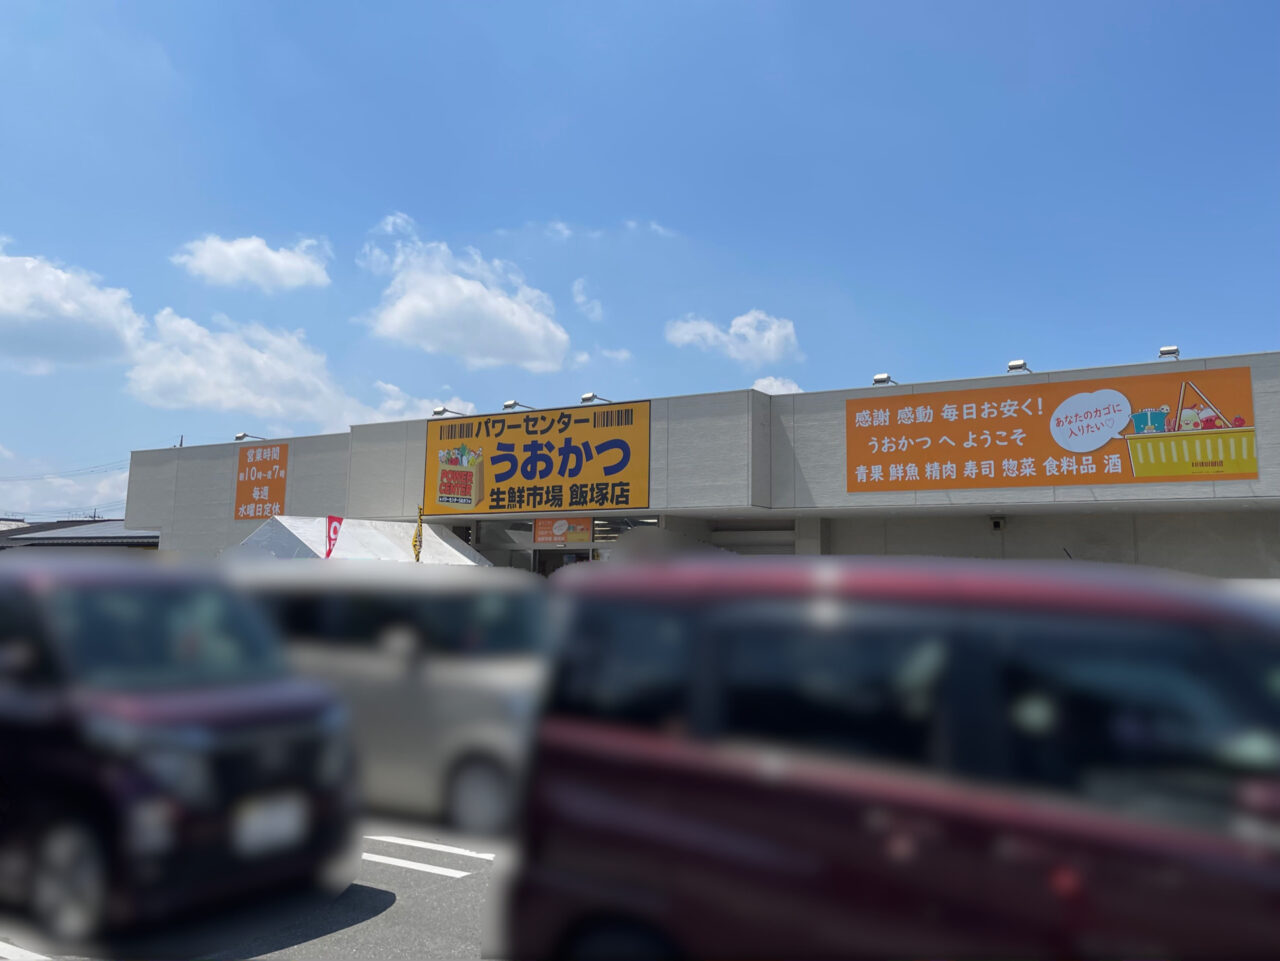 営業時間
朝10時〜夜7時
毎週
水曜日定休
パワーセンター
うおかつ
生鮮市場 飯塚店
POWER
CENTER
感謝 感動 毎日お安く!
うおかつ へ ようこそ
青果 鮮魚 精肉 寿司 惣菜 食料品 酒
あなたのカゴに
入りたい♡